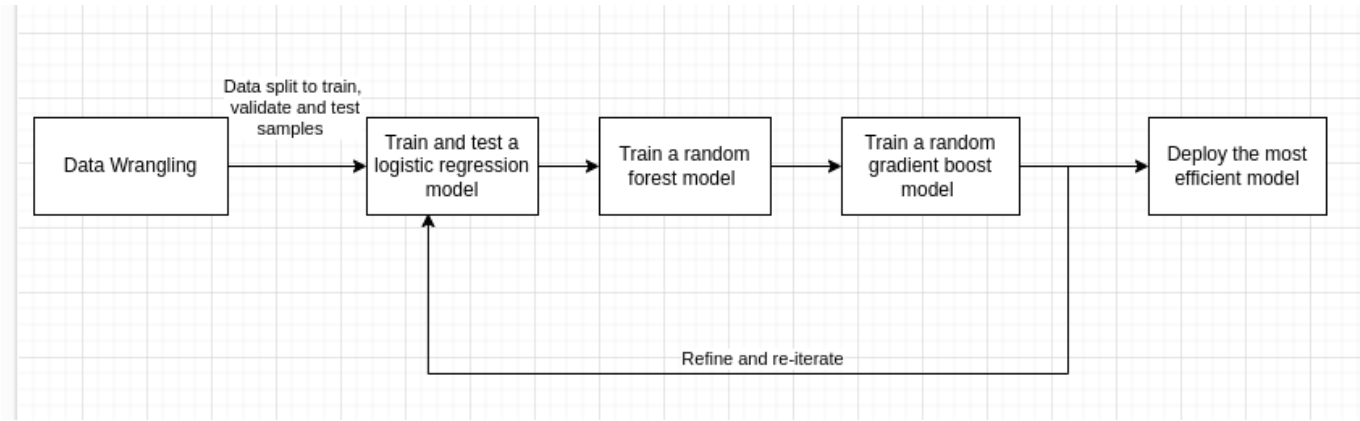 Data split to train,
validate and test
samples
Data Wrangling
Train and test a
logistic regression
model
Train a random
forest model
Train a random
gradient boost
model
Deploy the most
efficient model
Refine and re-iterate